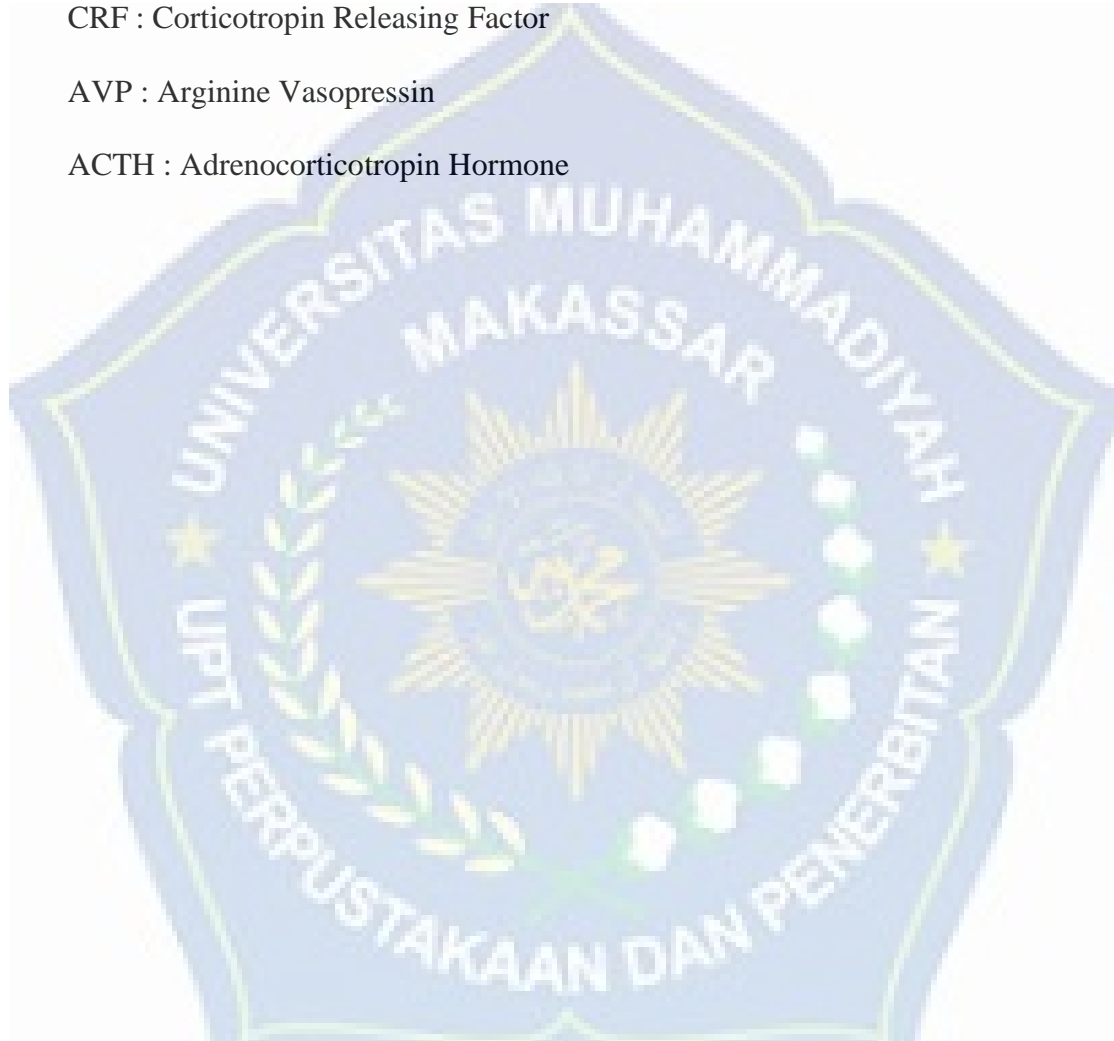 CRF : Corticotropin Releasing Factor
AVP : Arginine Vasopressin
ACTH : Adrenocorticotropin Hormone
UNIVERSITAS MUHAMMADIYAH
MAKASSAR
UPT PERPUSTAKAAN DAN PENERBITAN